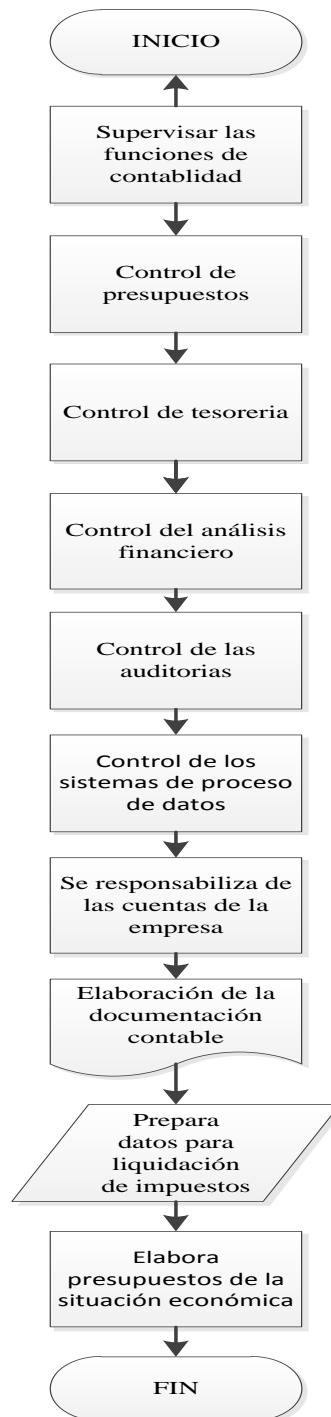 INICIO
Supervisar las
funciones de
contablidad
Control de
presupuestos
Control de tesoreria
Control del análisis
financiero
Control de las
auditorias
Control de los
sistemas de proceso
de datos
Se responsabiliza de
las cuentas de la
empresa
Elaboración de la
documentación
contable
Prepara
datos para
liquidación
de impuestos
Elabora
presupuestos de la
situación económica
FIN